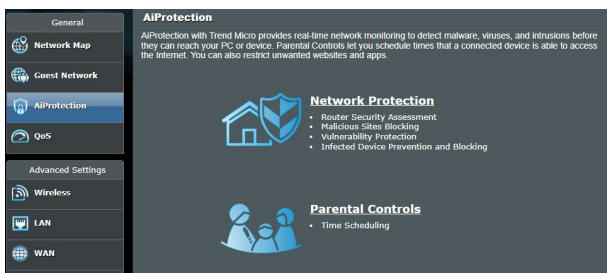 General
Network Map
Guest Network
AiProtection
QoS
Advanced Settings
Wireless
LAN
WAN
AiProtection
AiProtection with Trend Micro provides real-time network monitoring to detect malware, viruses, and intrusions before
they can reach your PC or device. Parental Controls let you schedule times that a connected device is able to access
the Internet. You can also restrict unwanted websites and apps.
Network Protection
• Router Security Assessment
• Malicious Sites Blocking
• Vulnerability Protection
• Infected Device Prevention and Blocking
Parental Controls
• Time Scheduling